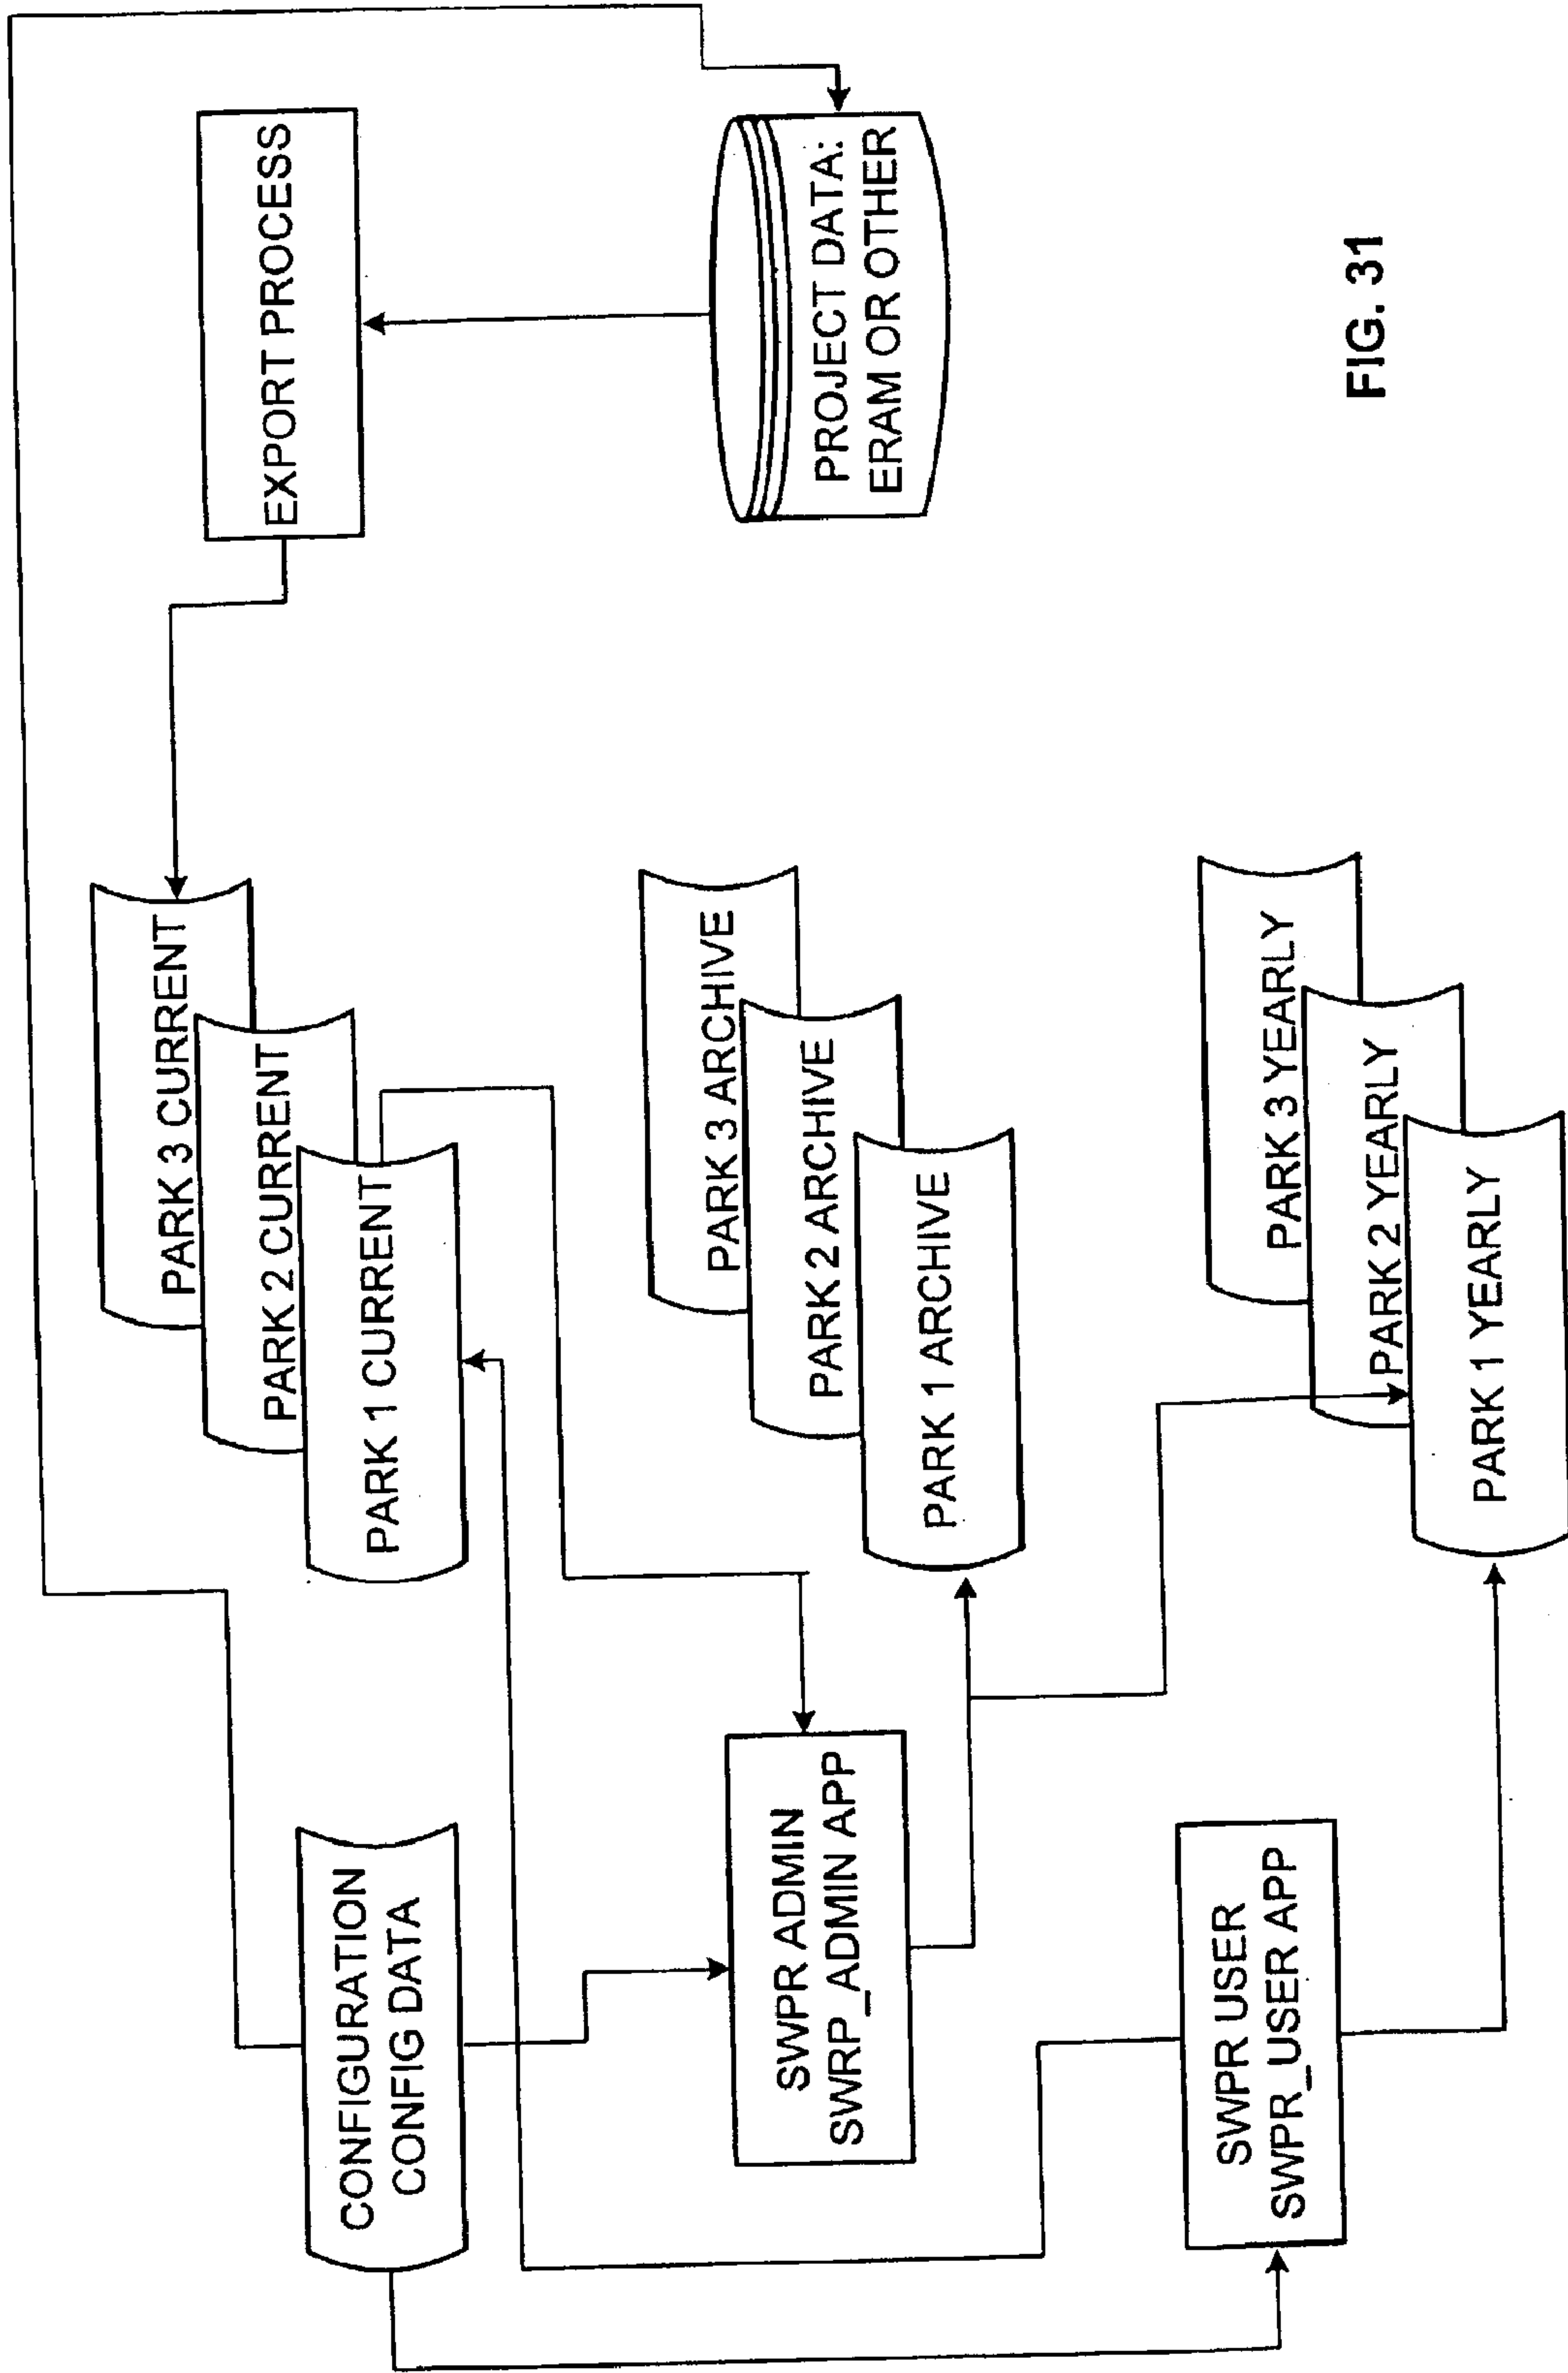 CONFIGURATION
CONFIG DATA
PARK 3 CURRENT
PARK 2 CURRENT
PARK 1 CURRENT
EXPORT PROCESS
SWPR ADMIN
SWRP_ADMIN APP
PARK 3 ARCHIVE
PARK 2 ARCHIVE
PARK 1 ARCHIVE
PROJECT DATA:
ERAM OR OTHER
SWPR USER
SWPR_USER APP
PARK 3 YEARLY
PARK 2 YEARLY
PARK 1 YEARLY
FIG. 31